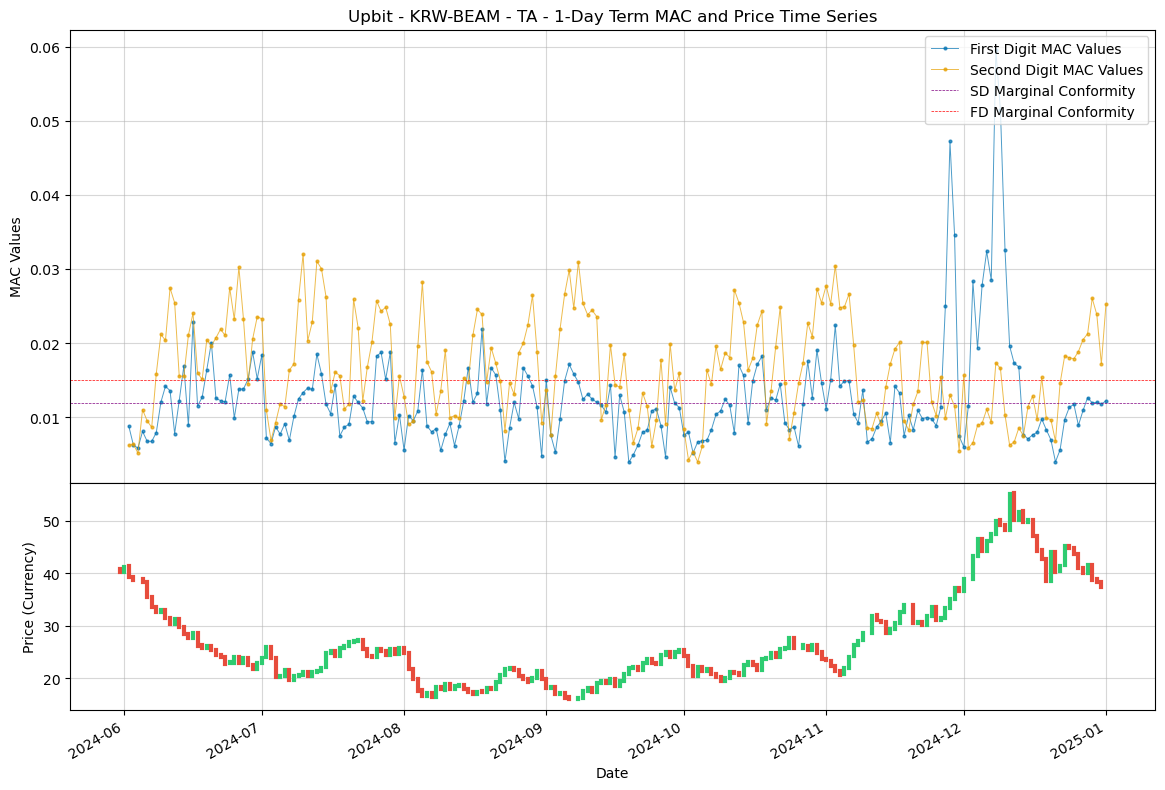 Upbit - KRW-BEAM - TA - 1-Day Term MAC and Price Time Series
First Digit MAC Values
Second Digit MAC Values
SD Marginal Conformity
FD Marginal Conformity
MAC Values
0.06
0.05
0.04
0.03
0.02
0.01
Price (Currency)
50
40
30
20
2024-06
2024-07
2024-08
2024-09
2024-10
2024-11
2024-12
2025-01
Date